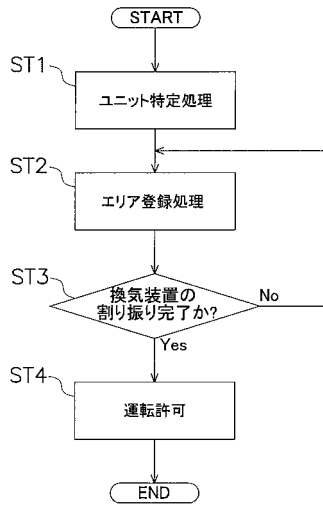 START
ST1
ユニット特定処理
ST2
エリア登録処理
ST3
換気装置の
割り振り完了か?
No
Yes
ST4
運転許可
END